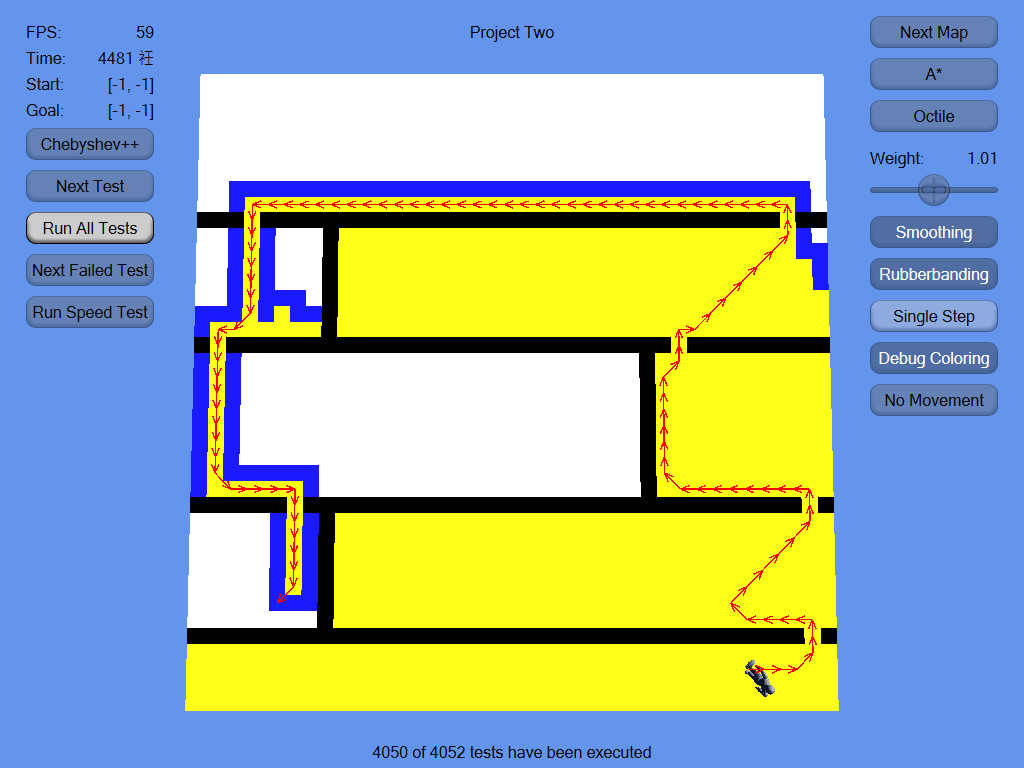 FPS: 59
Time: 4481 衽
Start: [-1, -1]
Goal: [-1, -1]
Chebyshev++
Next Test
Run All Tests
Next Failed Test
Run Speed Test
Project Two
Next Map
A*
Octile
Weight: 1.01
Smoothing
Rubberbanding
Single Step
Debug Coloring
No Movement
4050 of 4052 tests have been executed